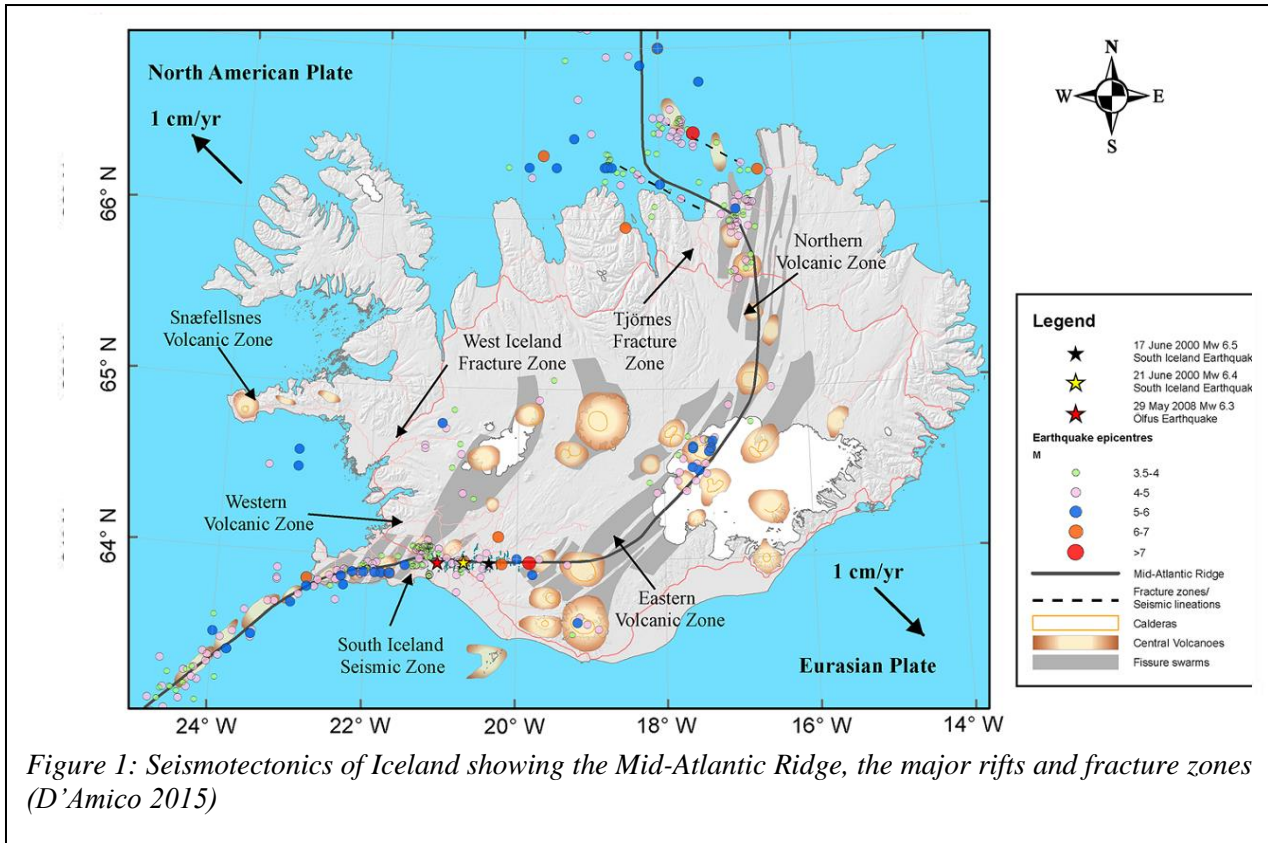 North American Plate
1 cm/yr
N
W
E
S
66° N
65° N
64° N
Northern
Volcanic Zone
Snæfellsnes
Volcanic Zone
West Iceland
Fracture Zone
Tjörnes
Fracture
Zone
Western
Volcanic Zone
South Iceland
Seismic Zone
Eastern
Volcanic Zone
1 cm/yr
Eurasian Plate
24° W
22° W
20° W
18° W
16° W
14° W
Legend
17 June 2000 Mw 6.5
South Iceland Earthquak
21 June 2000 Mw 6.4
South Iceland Earthquak
29 May 2008 Mw 6.3
Ölfus Earthquake
Earthquake epicentres
M
3.5-4
4-5
5-6
6-7
>7
Mid-Atlantic Ridge
Fracture zones/
Seismic lineations
Calderas
Central Volcanoes
Fissure swarms
Figure 1: Seismotectonics of Iceland showing the Mid-Atlantic Ridge, the major rifts and fracture zones
(D’Amico 2015)